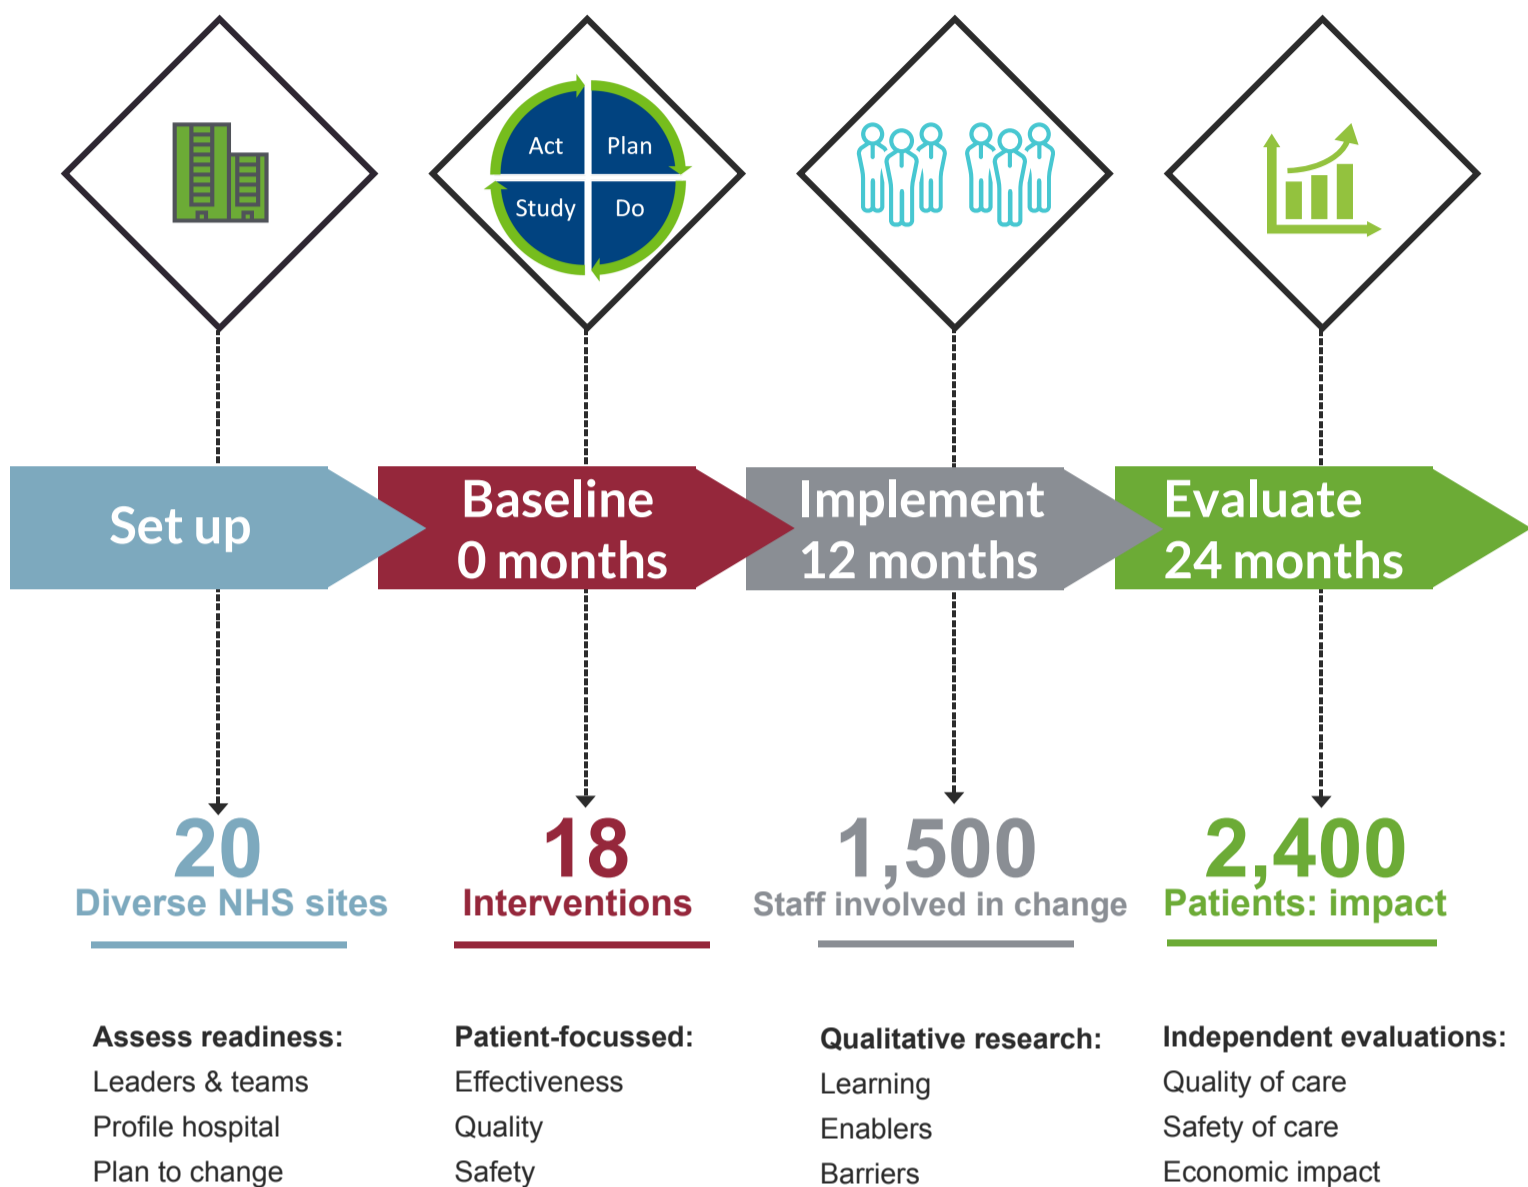 Act
Plan
Study
Do
Set up
Baseline
0 months
Implement
12 months
Evaluate
24 months
20
Diverse NHS sites
18
Interventions
1,500
Staff involved in change
2,400
Patients: impact
Assess readiness:
Leaders & teams
Profile hospital
Plan to change
Patient-focussed:
Effectiveness
Quality
Safety
Qualitative research:
Learning
Enablers
Barriers
Independent evaluations:
Quality of care
Safety of care
Economic impact